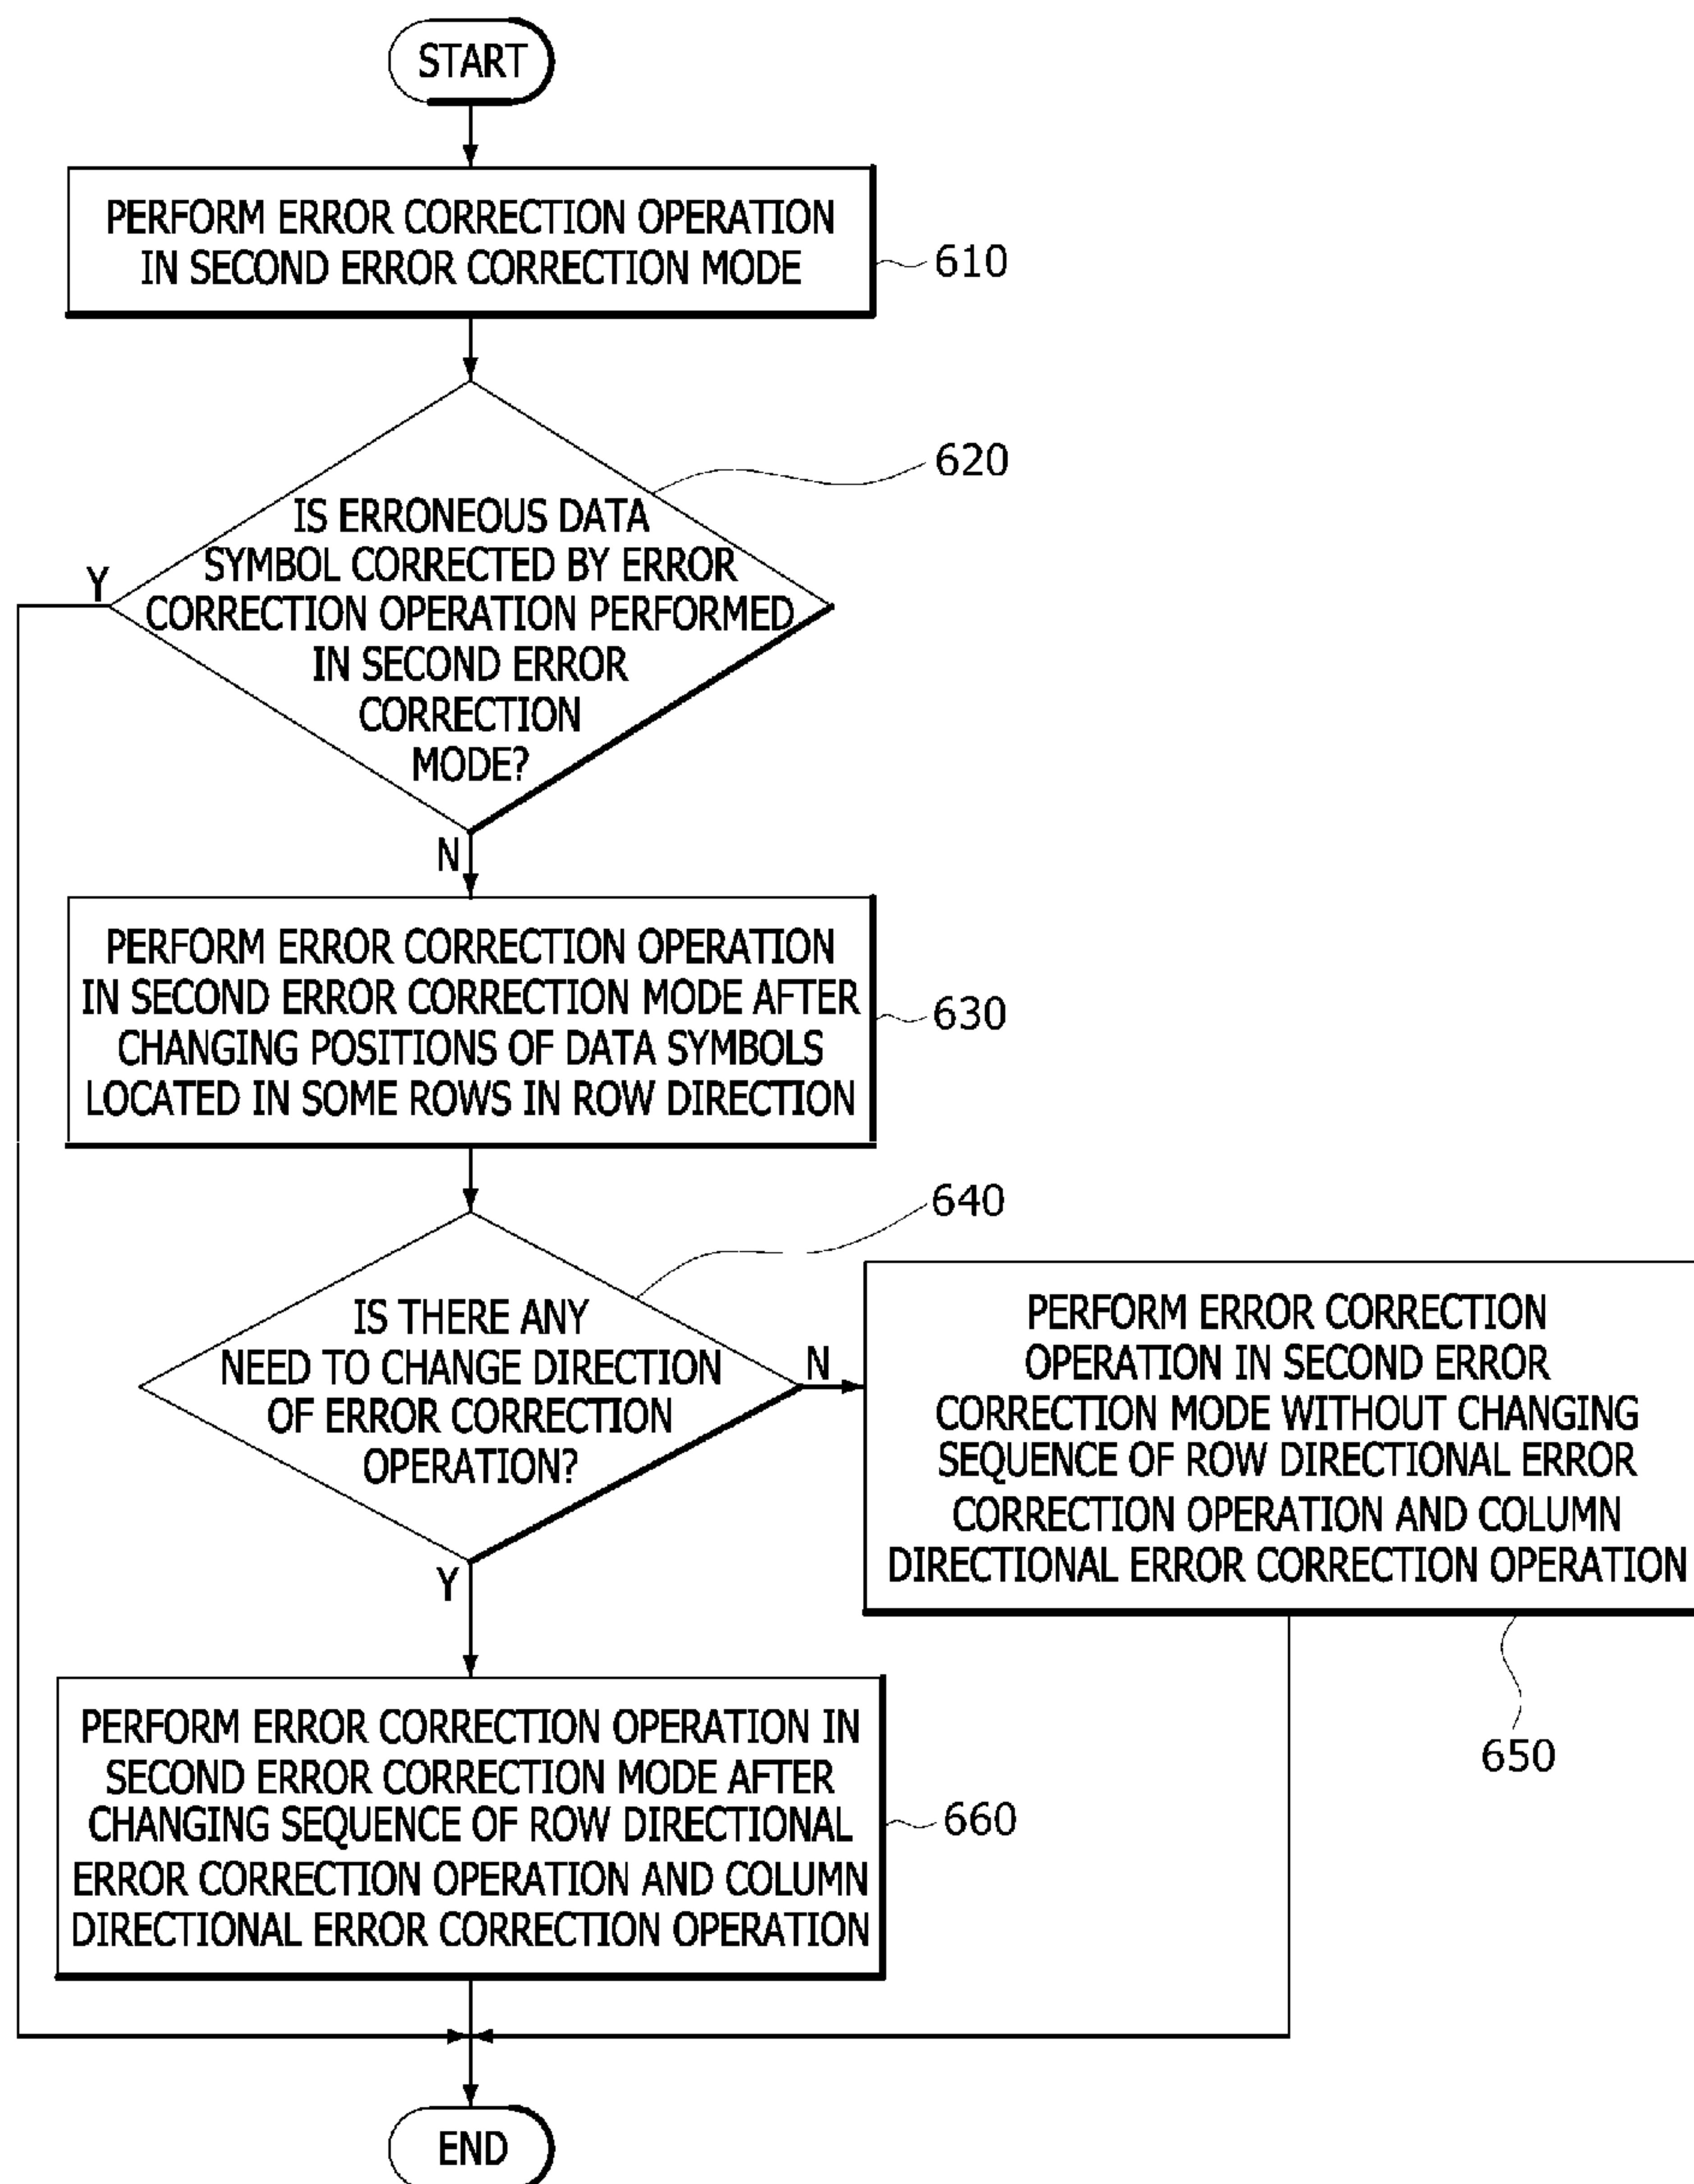 START
PERFORM ERROR CORRECTION OPERATION
IN SECOND ERROR CORRECTION MODE
610
620
IS ERRONEOUS DATA
SYMBOL CORRECTED BY ERROR
CORRECTION OPERATION PERFORMED
IN SECOND ERROR
CORRECTION
MODE?
Y
N
PERFORM ERROR CORRECTION OPERATION
IN SECOND ERROR CORRECTION MODE AFTER
CHANGING POSITIONS OF DATA SYMBOLS
LOCATED IN SOME ROWS IN ROW DIRECTION
630
640
IS THERE ANY
NEED TO CHANGE DIRECTION
OF ERROR CORRECTION
OPERATION?
N
Y
PERFORM ERROR CORRECTION
OPERATION IN SECOND ERROR
CORRECTION MODE WITHOUT CHANGING
SEQUENCE OF ROW DIRECTIONAL ERROR
CORRECTION OPERATION AND COLUMN
DIRECTIONAL ERROR CORRECTION OPERATION
650
PERFORM ERROR CORRECTION OPERATION IN
SECOND ERROR CORRECTION MODE AFTER
CHANGING SEQUENCE OF ROW DIRECTIONAL
ERROR CORRECTION OPERATION AND COLUMN
DIRECTIONAL ERROR CORRECTION OPERATION
660
END